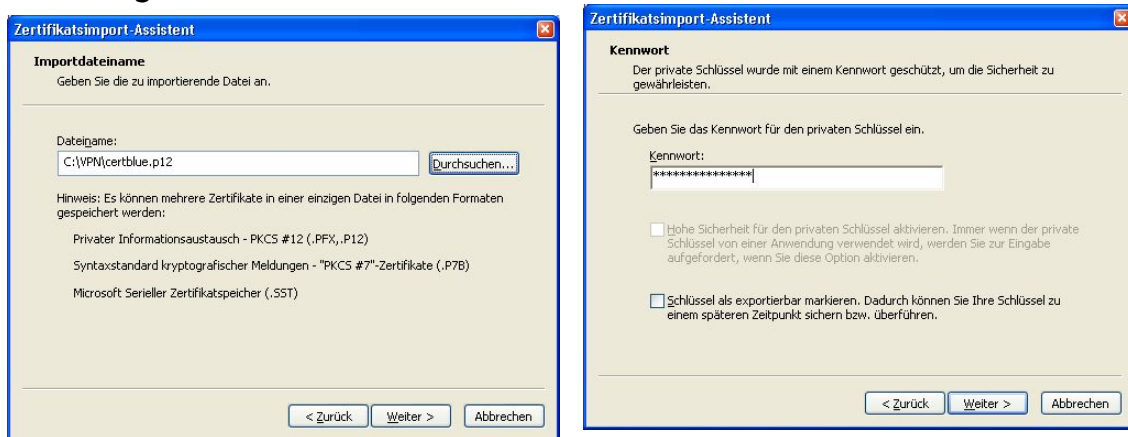 Zertifikatsimport-Assistent
Importdateiname
Geben Sie die zu importierende Datei an.
Dateiname:
C:\VPN\certblue.p12
Durchsuchen...
Hinweis: Es können mehrere Zertifikate in einer einzigen Datei in folgenden Formaten
gespeichert werden:
Privater Informationsaustausch - PKCS #12 (.PFX,.P12)
Syntaxstandard kryptografischer Meldungen - "PKCS #7"-Zertifikate (.P7B)
Microsoft Serieller Zertifikatspeicher (.SST)
< Zurück
Weiter >
Abbrechen
Zertifikatsimport-Assistent
Kennwort
Der private Schlüssel wurde mit einem Kennwort geschützt, um die Sicherheit zu
gewährleisten.
Geben Sie das Kennwort für den privaten Schlüssel ein.
Kennwort:
***************
Hohe Sicherheit für den privaten Schlüssel aktivieren. Immer wenn der private
Schlüssel von einer Anwendung verwendet wird, werden Sie zur Eingabe
aufgefordert, wenn Sie diese Option aktivieren.
Schlüssel als exportierbar markieren. Dadurch können Sie Ihre Schlüssel zu
einem späteren Zeitpunkt sichern bzw. überführen.
< Zurück
Weiter >
Abbrechen